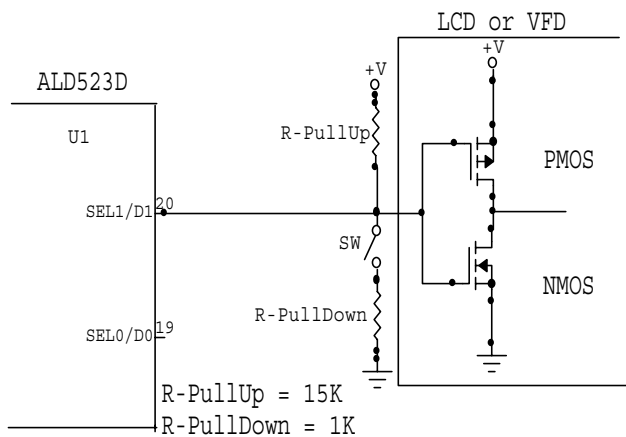 LCD or VFD
+V
+V
ALD523D
U1
R-PullUp
PMOS
20
SEL1/D1
SW
NMOS
R-PullDown
19
SEL0/D0
R-PullUp = 15K
R-PullDown = 1K